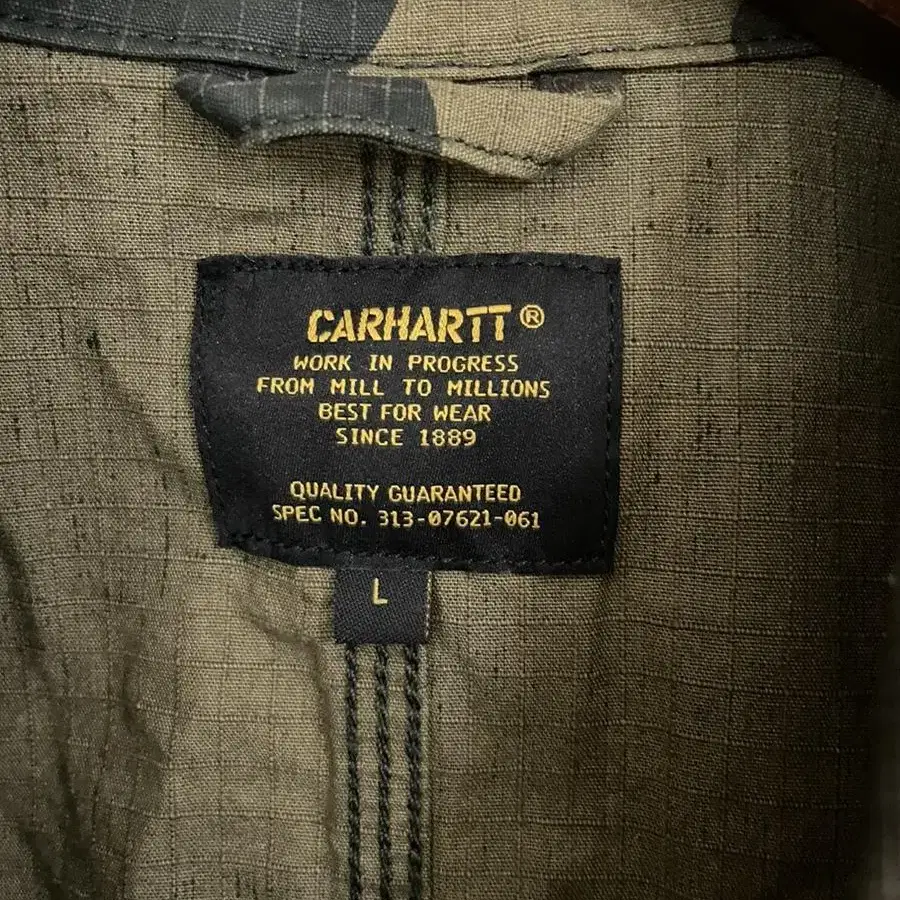 CARHARTT®
WORK IN PROGRESS
FROM MILL TO MILLIONS
BEST FOR WEAR
SINCE 1889
QUALITY GUARANTEED
SPEC NO. 313-07621-061
L